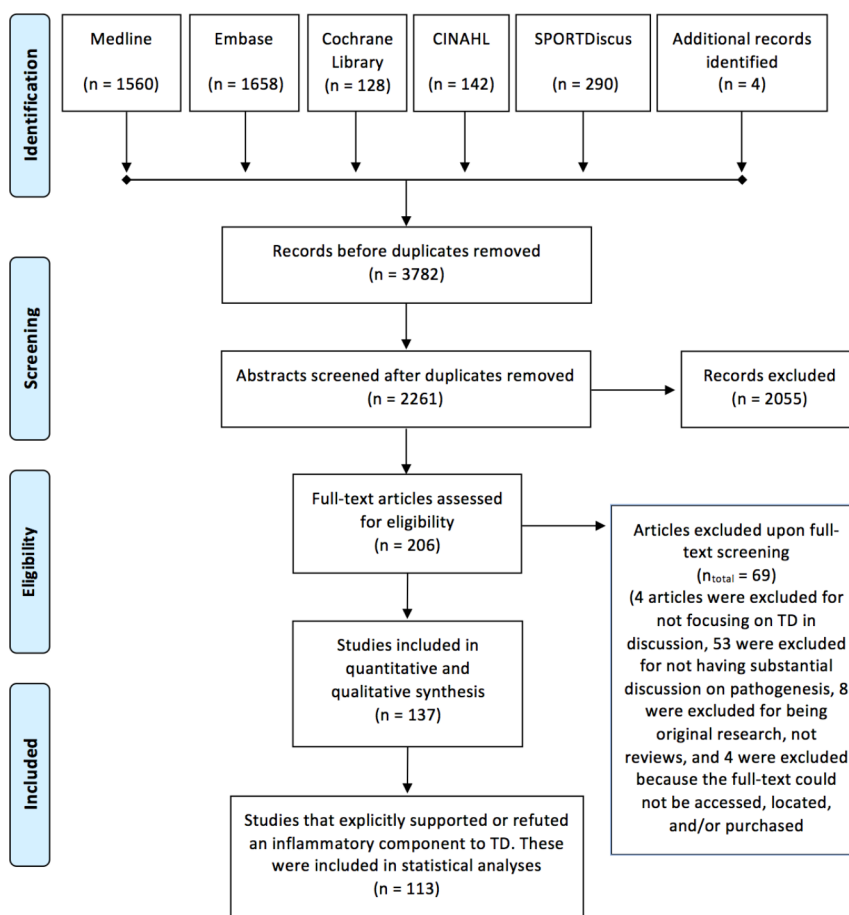 Identification
Medline
(n = 1560)
Embase
(n = 1658)
Cochrane
Library
(n = 128)
CINAHL
(n = 142)
SPORTDiscus
(n = 290)
Additional records
identified
(n = 4)
Records before duplicates removed
(n = 3782)
Screening
Abstracts screened after duplicates removed
(n = 2261)
Records excluded
(n = 2055)
Eligibility
Full-text articles assessed
for eligibility
(n = 206)
Articles excluded upon full-
text screening
(ntotal = 69)
(4 articles were excluded for
not focusing on TD in
discussion, 53 were excluded
for not having substantial
discussion on pathogenesis, 8
were excluded for being
original research, not
reviews, and 4 were excluded
because the full-text could
not be accessed, located,
and/or purchased
Studies included in
quantitative and
qualitative synthesis
(n = 137)
Included
Studies that explicitly supported or refuted
an inflammatory component to TD. These
were included in statistical analyses
(n = 113)